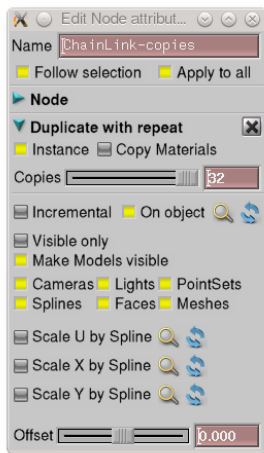 Edit Node attribut...
Name ChainLink-copies
Follow selection Apply to all
Node
Duplicate with repeat
Instance Copy Materials
Copies 32
Incremental On object
Visible only
Make Models visible
Cameras Lights PointSets
Splines Faces Meshes
Scale U by Spline
Scale X by Spline
Scale Y by Spline
Offset 0.000